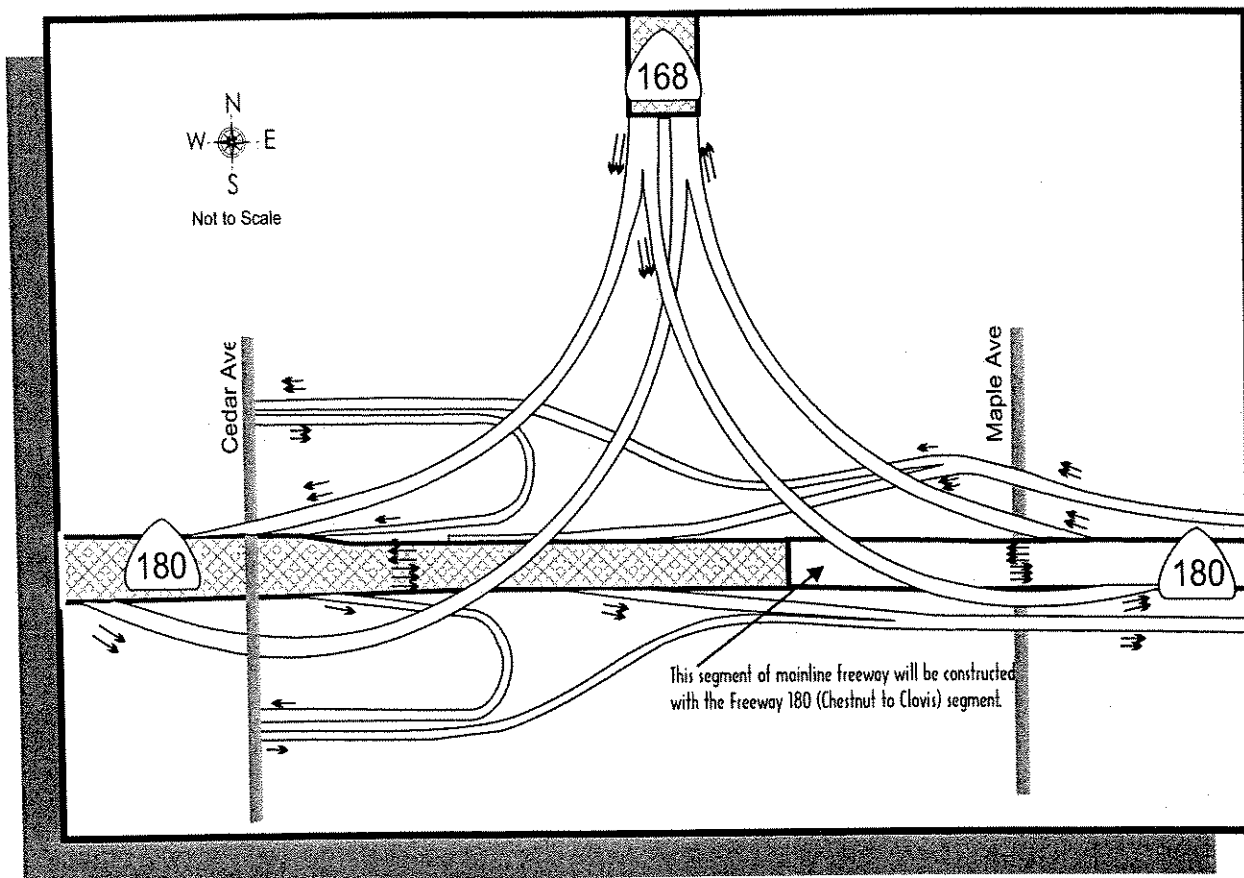 168
N
W E
S
Not to Scale
Cedar Ave
Maple Ave
180
180
This segment of mainline freeway will be constructed
with the Freeway 180 (Chestnut to Clovis) segment.